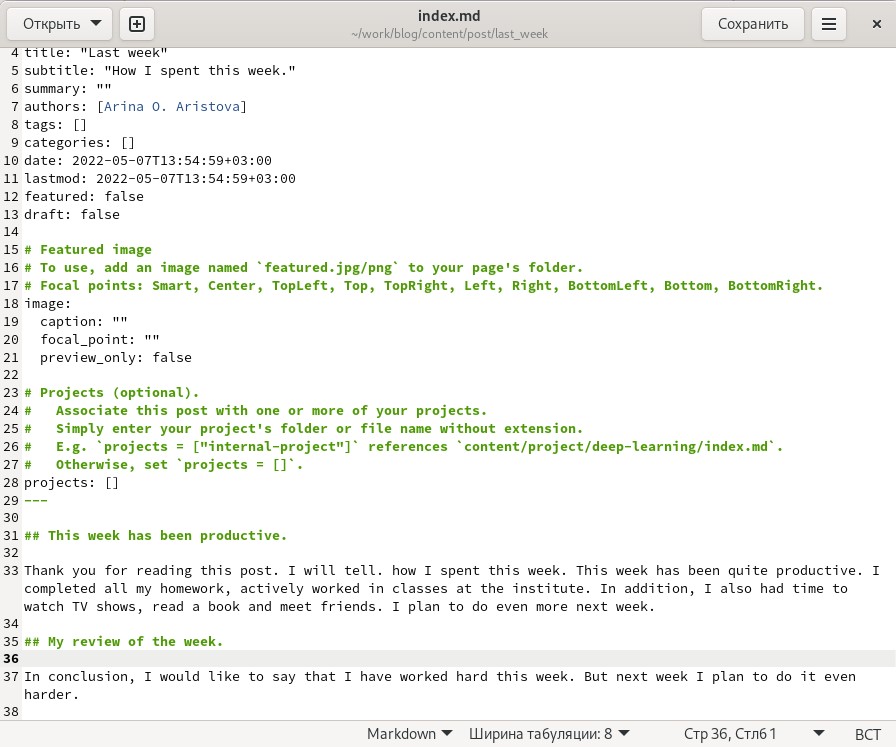 Открыть
index.md
~/work/blog/content/post/last_week
Сохранить
4 title: "Last week"
5 subtitle: "How I spent this week."
6 summary: ""
7 authors: [Arina O. Aristova]
8 tags: []
9 categories: []
10 date: 2022-05-07T13:54:59+03:00
11 lastmod: 2022-05-07T13:54:59+03:00
12 featured: false
13 draft: false
14
15 # Featured image
16 # To use, add an image named `featured.jpg/png` to your page's folder.
17 # Focal points: Smart, Center, TopLeft, Top, TopRight, Left, Right, BottomLeft, Bottom, BottomRight.
18 image:
19   caption: ""
20   focal_point: ""
21   preview_only: false
22
23 # Projects (optional).
24 #   Associate this post with one or more of your projects.
25 #   Simply enter your project's folder or file name without extension.
26 #   E.g. `projects = ["internal-project"]` references `content/project/deep-learning/index.md`.
27 #   Otherwise, set `projects = []`.
28 projects: []
29 ---
30
31 ## This week has been productive.
32
33 Thank you for reading this post. I will tell. how I spent this week. This week has been quite productive. I
completed all my homework, actively worked in classes at the institute. In addition, I also had time to
watch TV shows, read a book and meet friends. I plan to do even more next week.
34
35 ## My review of the week.
36
37 In conclusion, I would like to say that I have worked hard this week. But next week I plan to do it even
harder.
38
Markdown
Ширина табуляции: 8
Стр 36, Стлб 1
ВСТ